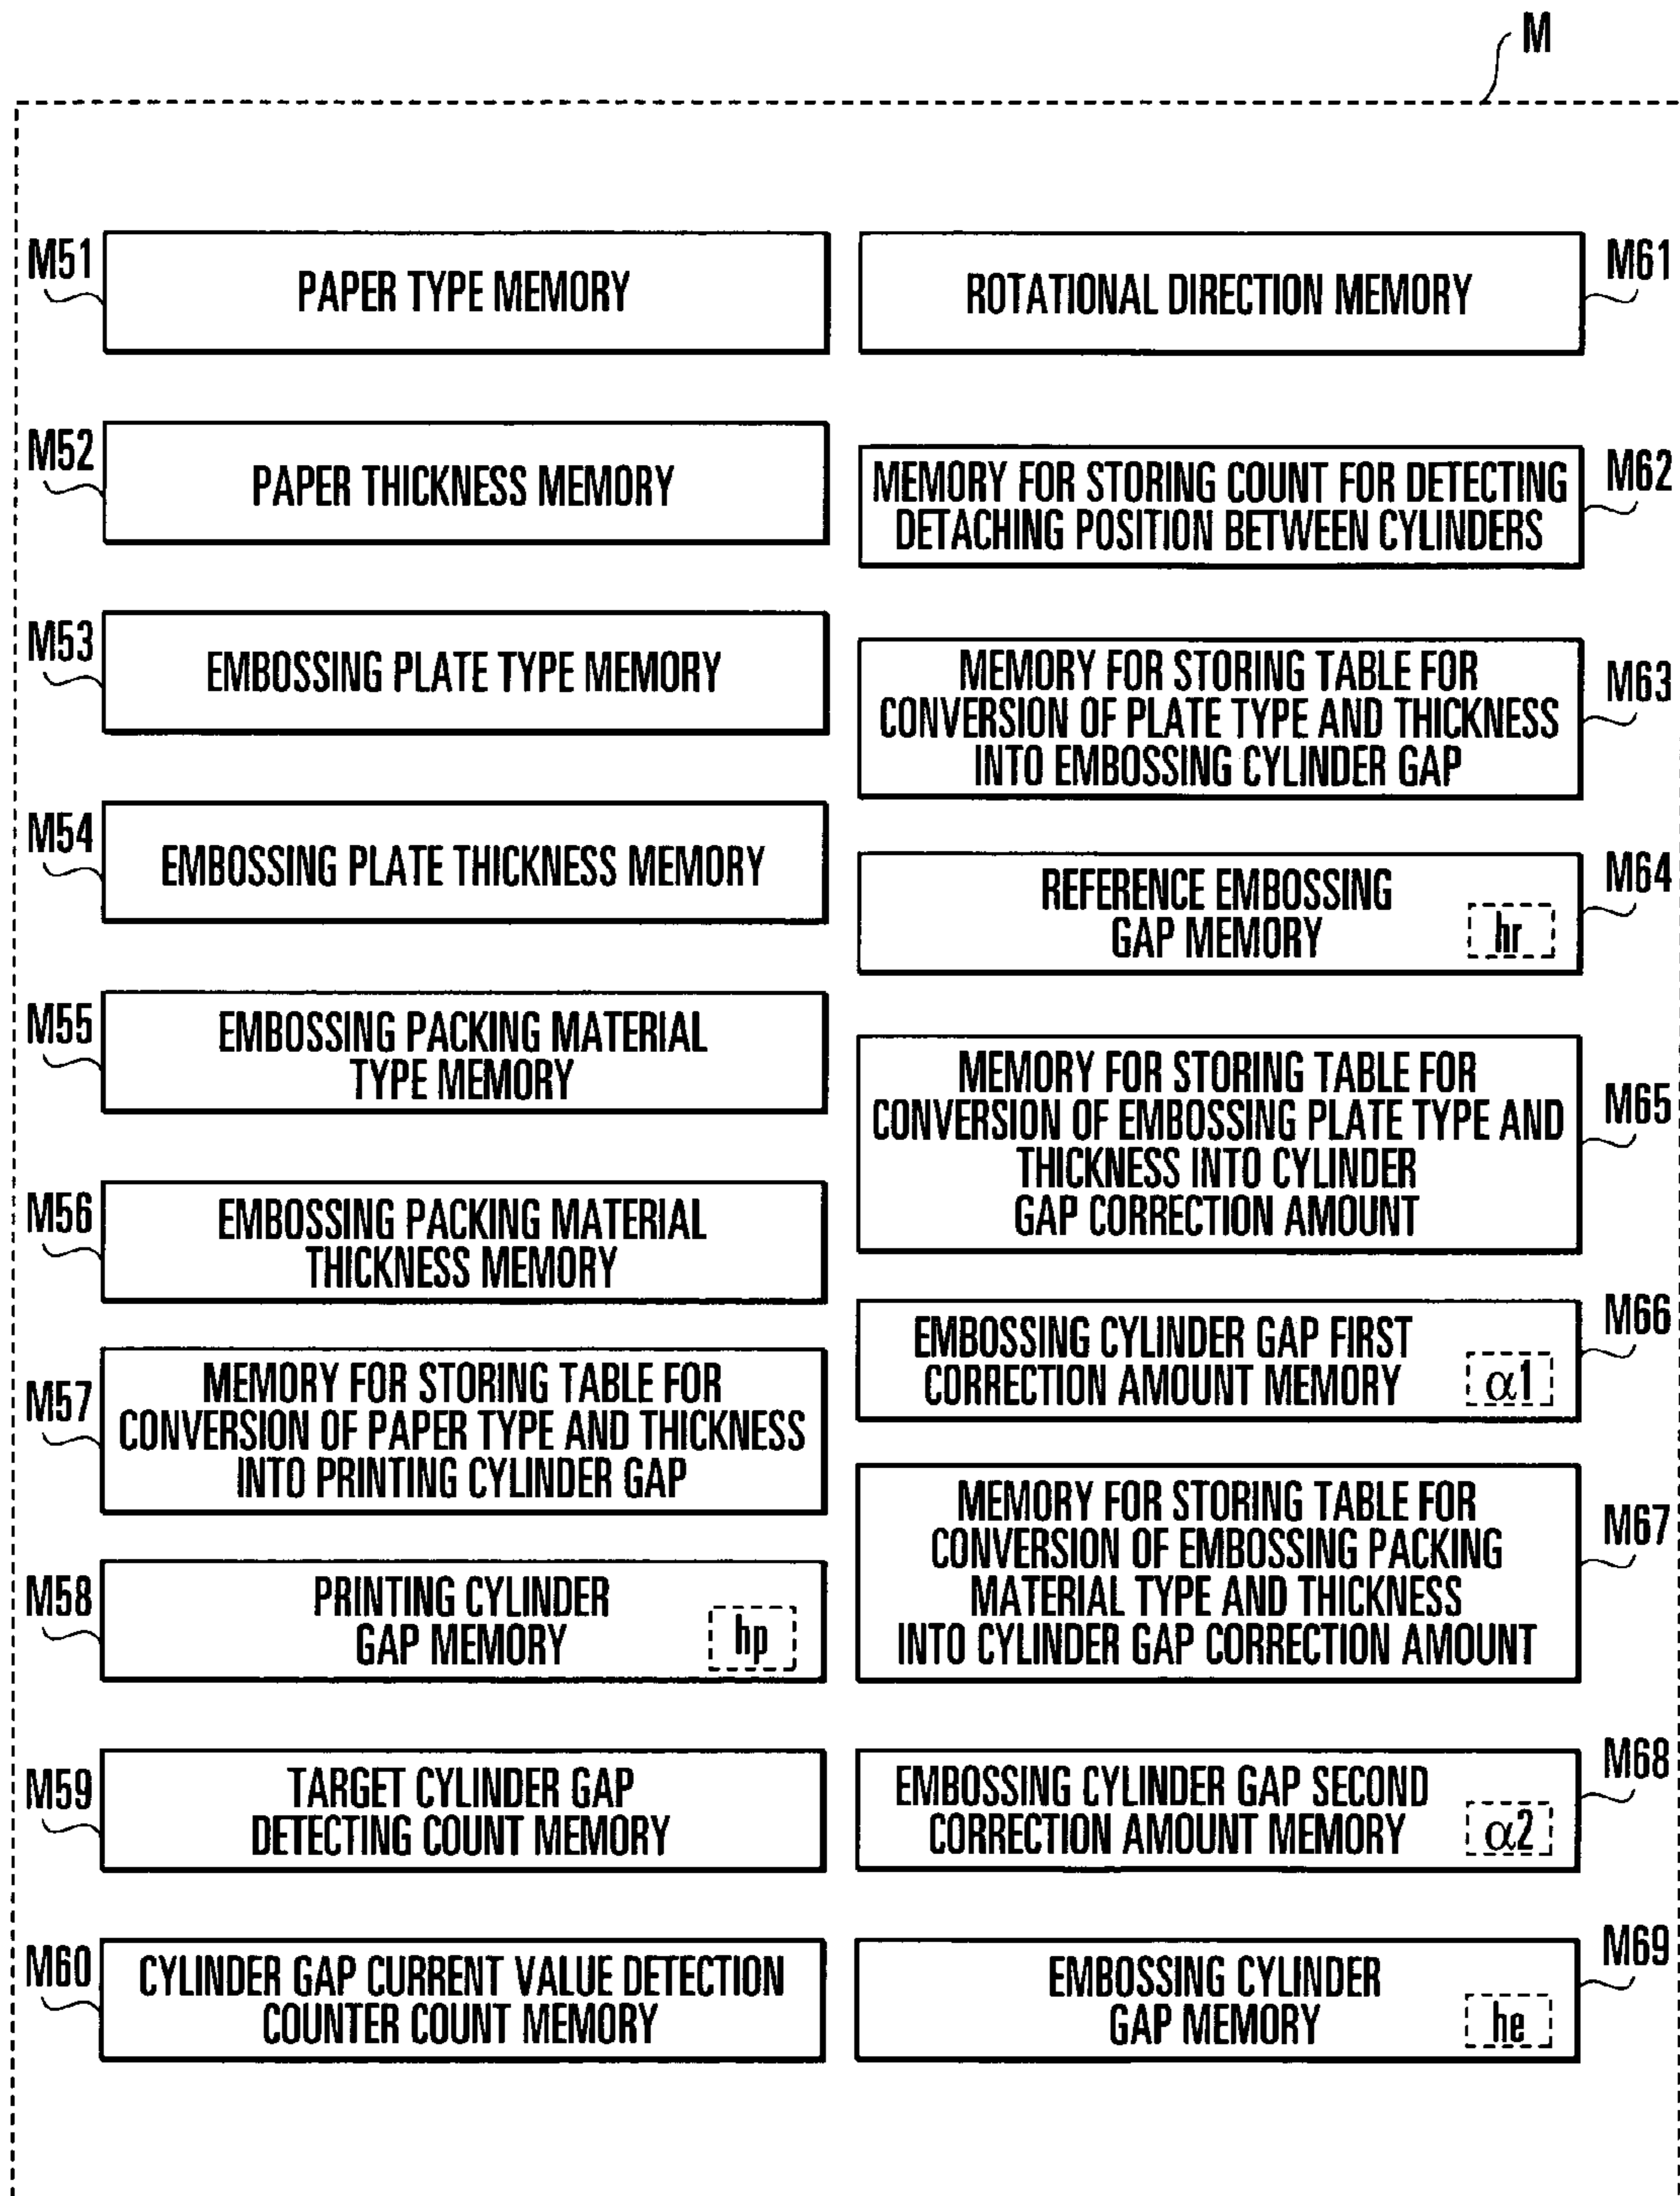 M
M51
PAPER TYPE MEMORY
M52
PAPER THICKNESS MEMORY
M53
EMBOSSING PLATE TYPE MEMORY
M54
EMBOSSING PLATE THICKNESS MEMORY
M55
EMBOSSING PACKING MATERIAL
TYPE MEMORY
M56
EMBOSSING PACKING MATERIAL
THICKNESS MEMORY
M57
MEMORY FOR STORING TABLE FOR
CONVERSION OF PAPER TYPE AND THICKNESS
INTO PRINTING CYLINDER GAP
M58
PRINTING CYLINDER
GAP MEMORY
hp
M59
TARGET CYLINDER GAP
DETECTING COUNT MEMORY
M60
CYLINDER GAP CURRENT VALUE DETECTION
COUNTER COUNT MEMORY
M61
ROTATIONAL DIRECTION MEMORY
M62
MEMORY FOR STORING COUNT FOR DETECTING
DETACHING POSITION BETWEEN CYLINDERS
M63
MEMORY FOR STORING TABLE FOR
CONVERSION OF PLATE TYPE AND THICKNESS
INTO EMBOSSING CYLINDER GAP
M64
REFERENCE EMBOSSING
GAP MEMORY
hr
M65
MEMORY FOR STORING TABLE FOR
CONVERSION OF EMBOSSING PLATE TYPE AND
THICKNESS INTO CYLINDER
GAP CORRECTION AMOUNT
M66
EMBOSSING CYLINDER GAP FIRST
CORRECTION AMOUNT MEMORY
α1
M67
MEMORY FOR STORING TABLE FOR
CONVERSION OF EMBOSSING PACKING
MATERIAL TYPE AND THICKNESS
INTO CYLINDER GAP CORRECTION AMOUNT
M68
EMBOSSING CYLINDER GAP SECOND
CORRECTION AMOUNT MEMORY
α2
M69
EMBOSSING CYLINDER
GAP MEMORY
he